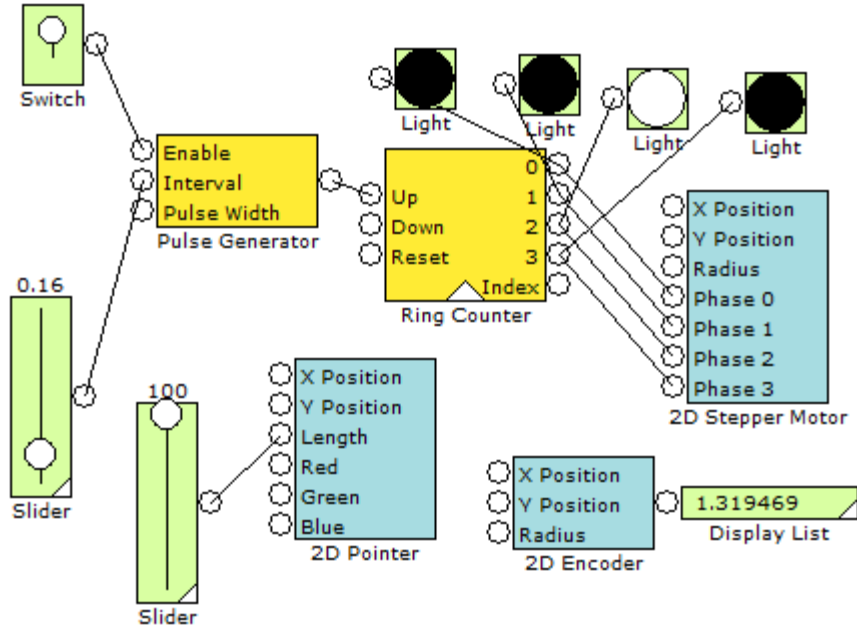 Switch
Light
Light
Light
Light
Enable
Interval
Pulse Width
Pulse Generator
0
Up 1
Down 2
Reset 3
Index
Ring Counter
X Position
Y Position
Radius
Phase 0
Phase 1
Phase 2
Phase 3
2D Stepper Motor
0.16
Slider
100
Slider
X Position
Y Position
Length
Red
Green
Blue
2D Pointer
X Position
Y Position
Radius
2D Encoder
1.319469
Display List